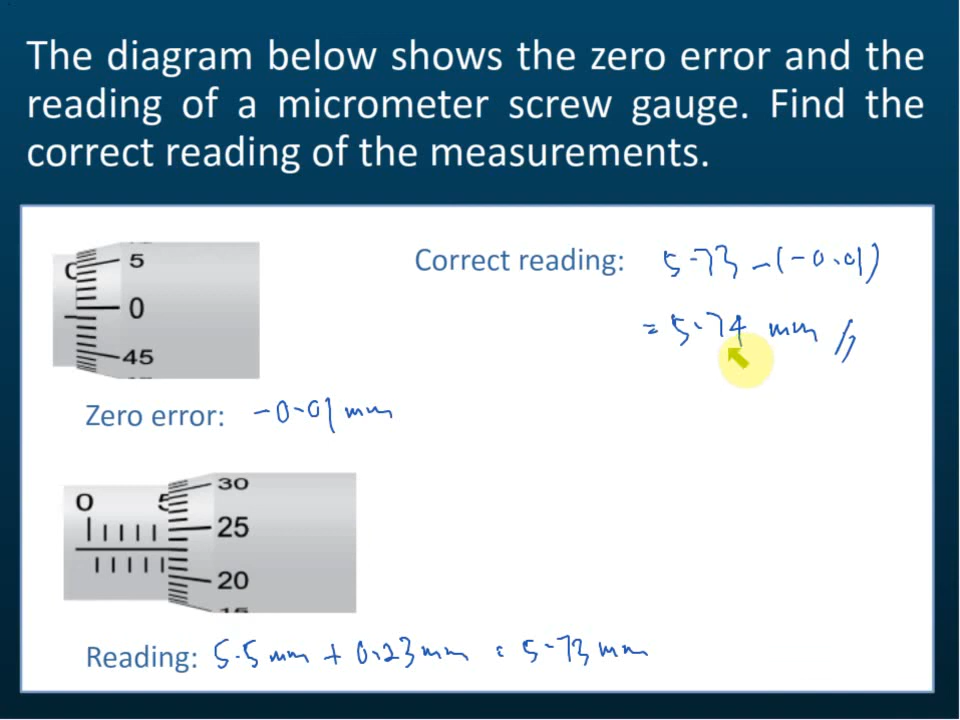 The diagram below shows the zero error and the
reading of a micrometer screw gauge. Find the
correct reading of the measurements.
0
5
0
45
Correct reading: 5.73 - (-0.01)
= 5.74 mm //
Zero error: -0.01 mm
0 5
30
25
20
15
Reading: 5.5 mm + 0.23 mm = 5.73 mm